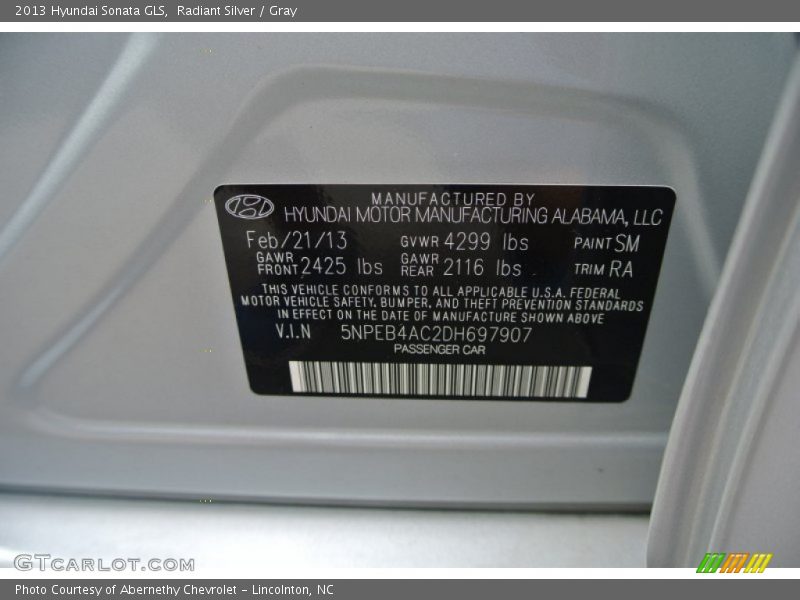 2013 Hyundai Sonata GLS, Radiant Silver / Gray
MANUFACTURED BY
HYUNDAI MOTOR MANUFACTURING ALABAMA, LLC
Feb/21/13 GVWR 4299 lbs PAINT SM
GAWR FRONT 2425 lbs GAWR REAR 2116 lbs TRIM RA
THIS VEHICLE CONFORMS TO ALL APPLICABLE U.S.A. FEDERAL
MOTOR VEHICLE SAFETY, BUMPER, AND THEFT PREVENTION STANDARDS
IN EFFECT ON THE DATE OF MANUFACTURE SHOWN ABOVE
V.I.N 5NPEB4AC2DH697907
PASSENGER CAR
GTCARLOT.COM
Photo Courtesy of Abernethy Chevrolet - Lincolnton, NC